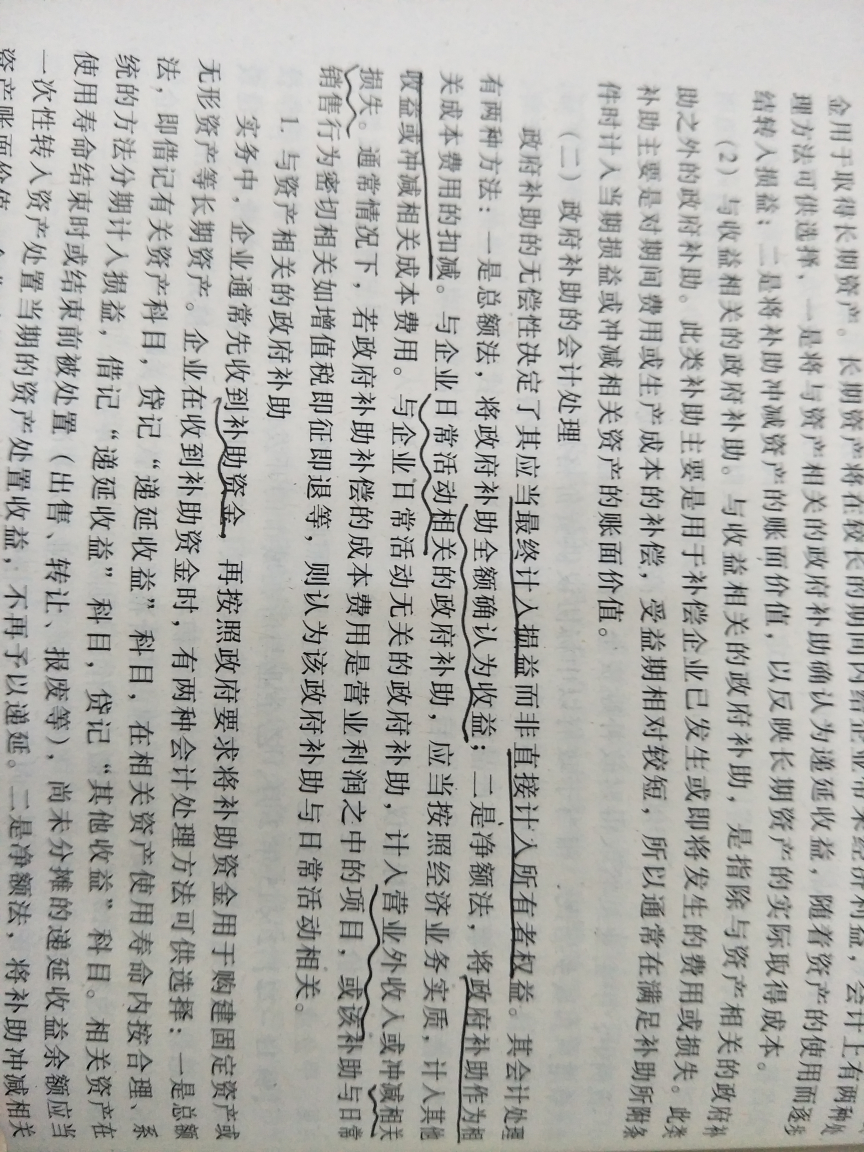 金用于取得长期资产。长期资产将在较长的期间内给企业带来经济利益，会计上有两种处
理方法可供选择，一是将与资产相关的政府补助确认为递延收益，随着资产的使用而逐步
结转入损益；二是将补助冲减资产的账面价值，以反映长期资产的实际取得成本。
（2）与收益相关的政府补助。与收益相关的政府补助，是指除与资产相关的政府补
助之外的政府补助。此类补助主要是用于补偿企业已发生或即将发生的费用或损失。此类
补助主要是对期间费用或生产成本的补偿，受益期相对较短，所以通常在满足补助所附条
件时计入当期损益或冲减相关资产的账面价值。
（二）政府补助的会计处理
政府补助的无偿性决定了其应当最终计入损益而非直接计入所有者权益。其会计处理
有两种方法：一是总额法，将政府补助全额确认为收益；二是净额法，将政府补助作为相
关成本费用的扣减。与企业日常活动相关的政府补助，应当按照经济业务实质，计入其他
收益或冲减相关成本费用。与企业日常活动无关的政府补助，计入营业外收入或冲减相关
损失。通常情况下，若政府补助补偿的成本费用是营业利润之中的项目，或该补助与日常
销售行为密切相关如增值税即征即退等，则认为该政府补助与日常活动相关。
1. 与资产相关的政府补助
实务中，企业通常先收到补助资金，再按照政府要求将补助资金用于购建固定资产或
无形资产等长期资产。企业在收到补助资金时，有两种会计处理方法可供选择：一是总额
法，即借记有关资产科目，贷记“递延收益”科目，在相关资产使用寿命内按合理、系
统的方法分期计入损益，借记“递延收益”科目，贷记“其他收益”科目。相关资产在
使用寿命结束时或结束前被处置（出售、转让、报废等），尚未分摊的递延收益余额应当
一次性转入资产处置当期的资产处置收益，不再予以递延。二是净额法，将补助冲减相关
资产账面价值